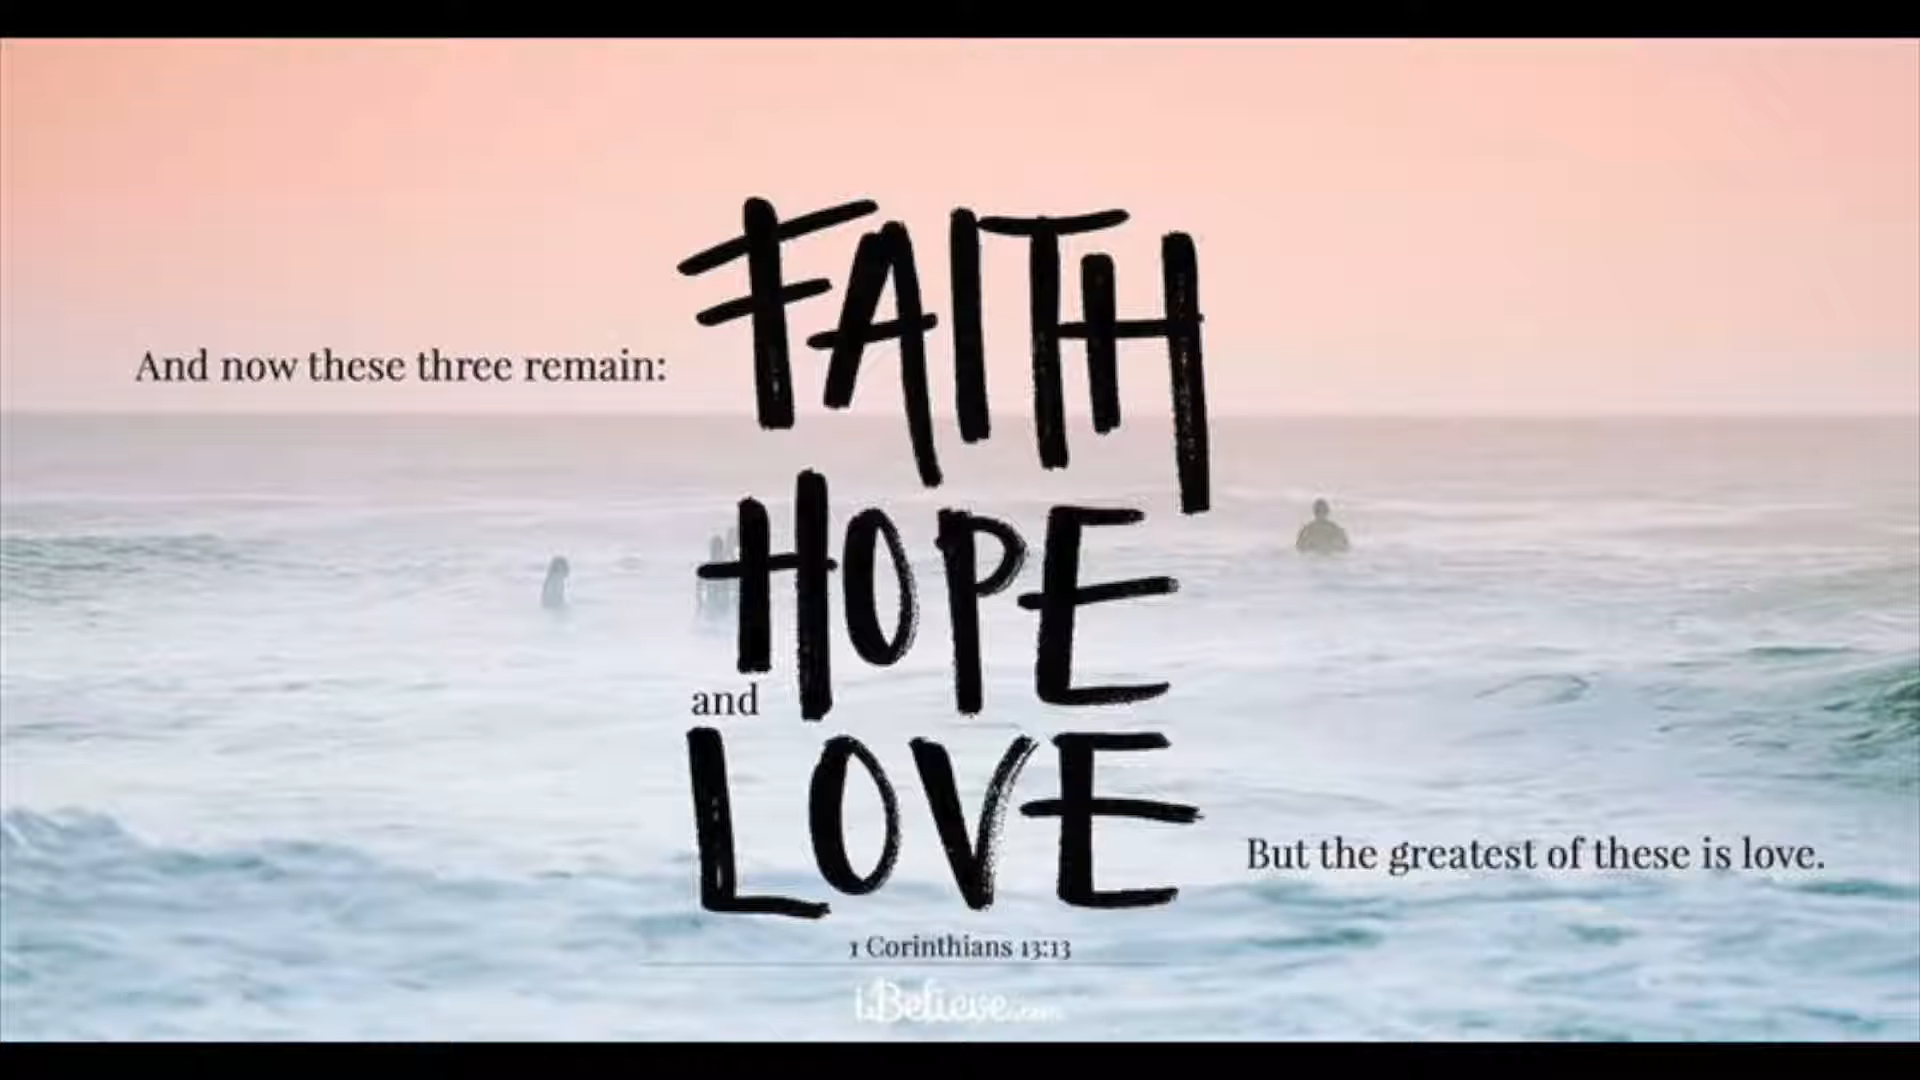 And now these three remain:
FAITH
HOPE
and
LOVE
But the greatest of these is love.
1 Corinthians 13:13
iBelieve.com